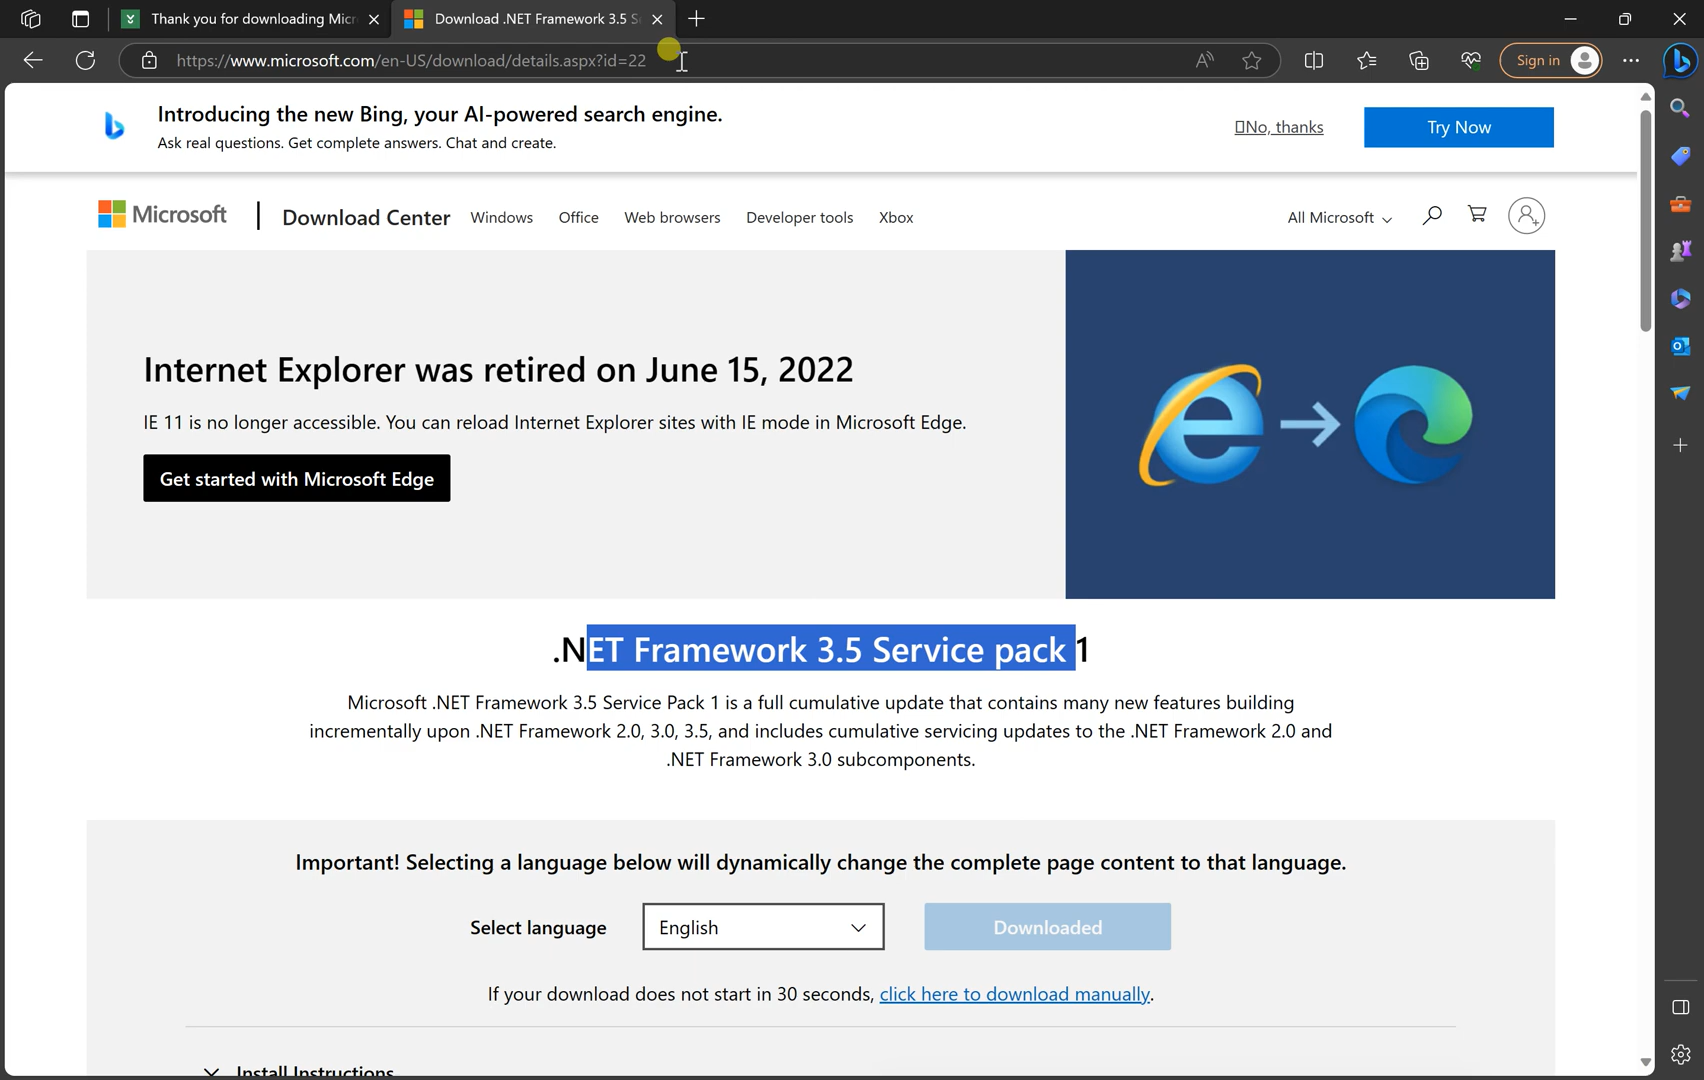 Thank you for downloading Micr
Download .NET Framework 3.5 S
https://www.microsoft.com/en-US/download/details.aspx?id=22
Sign in
Introducing the new Bing, your AI-powered search engine.
Ask real questions. Get complete answers. Chat and create.
No, thanks
Try Now
Microsoft
Download Center
Windows
Office
Web browsers
Developer tools
Xbox
All Microsoft
Internet Explorer was retired on June 15, 2022
IE 11 is no longer accessible. You can reload Internet Explorer sites with IE mode in Microsoft Edge.
Get started with Microsoft Edge
.NET Framework 3.5 Service pack 1
Microsoft .NET Framework 3.5 Service Pack 1 is a full cumulative update that contains many new features building
incrementally upon .NET Framework 2.0, 3.0, 3.5, and includes cumulative servicing updates to the .NET Framework 2.0 and
.NET Framework 3.0 subcomponents.
Important! Selecting a language below will dynamically change the complete page content to that language.
Select language
English
Downloaded
If your download does not start in 30 seconds, click here to download manually.
Install Instructions